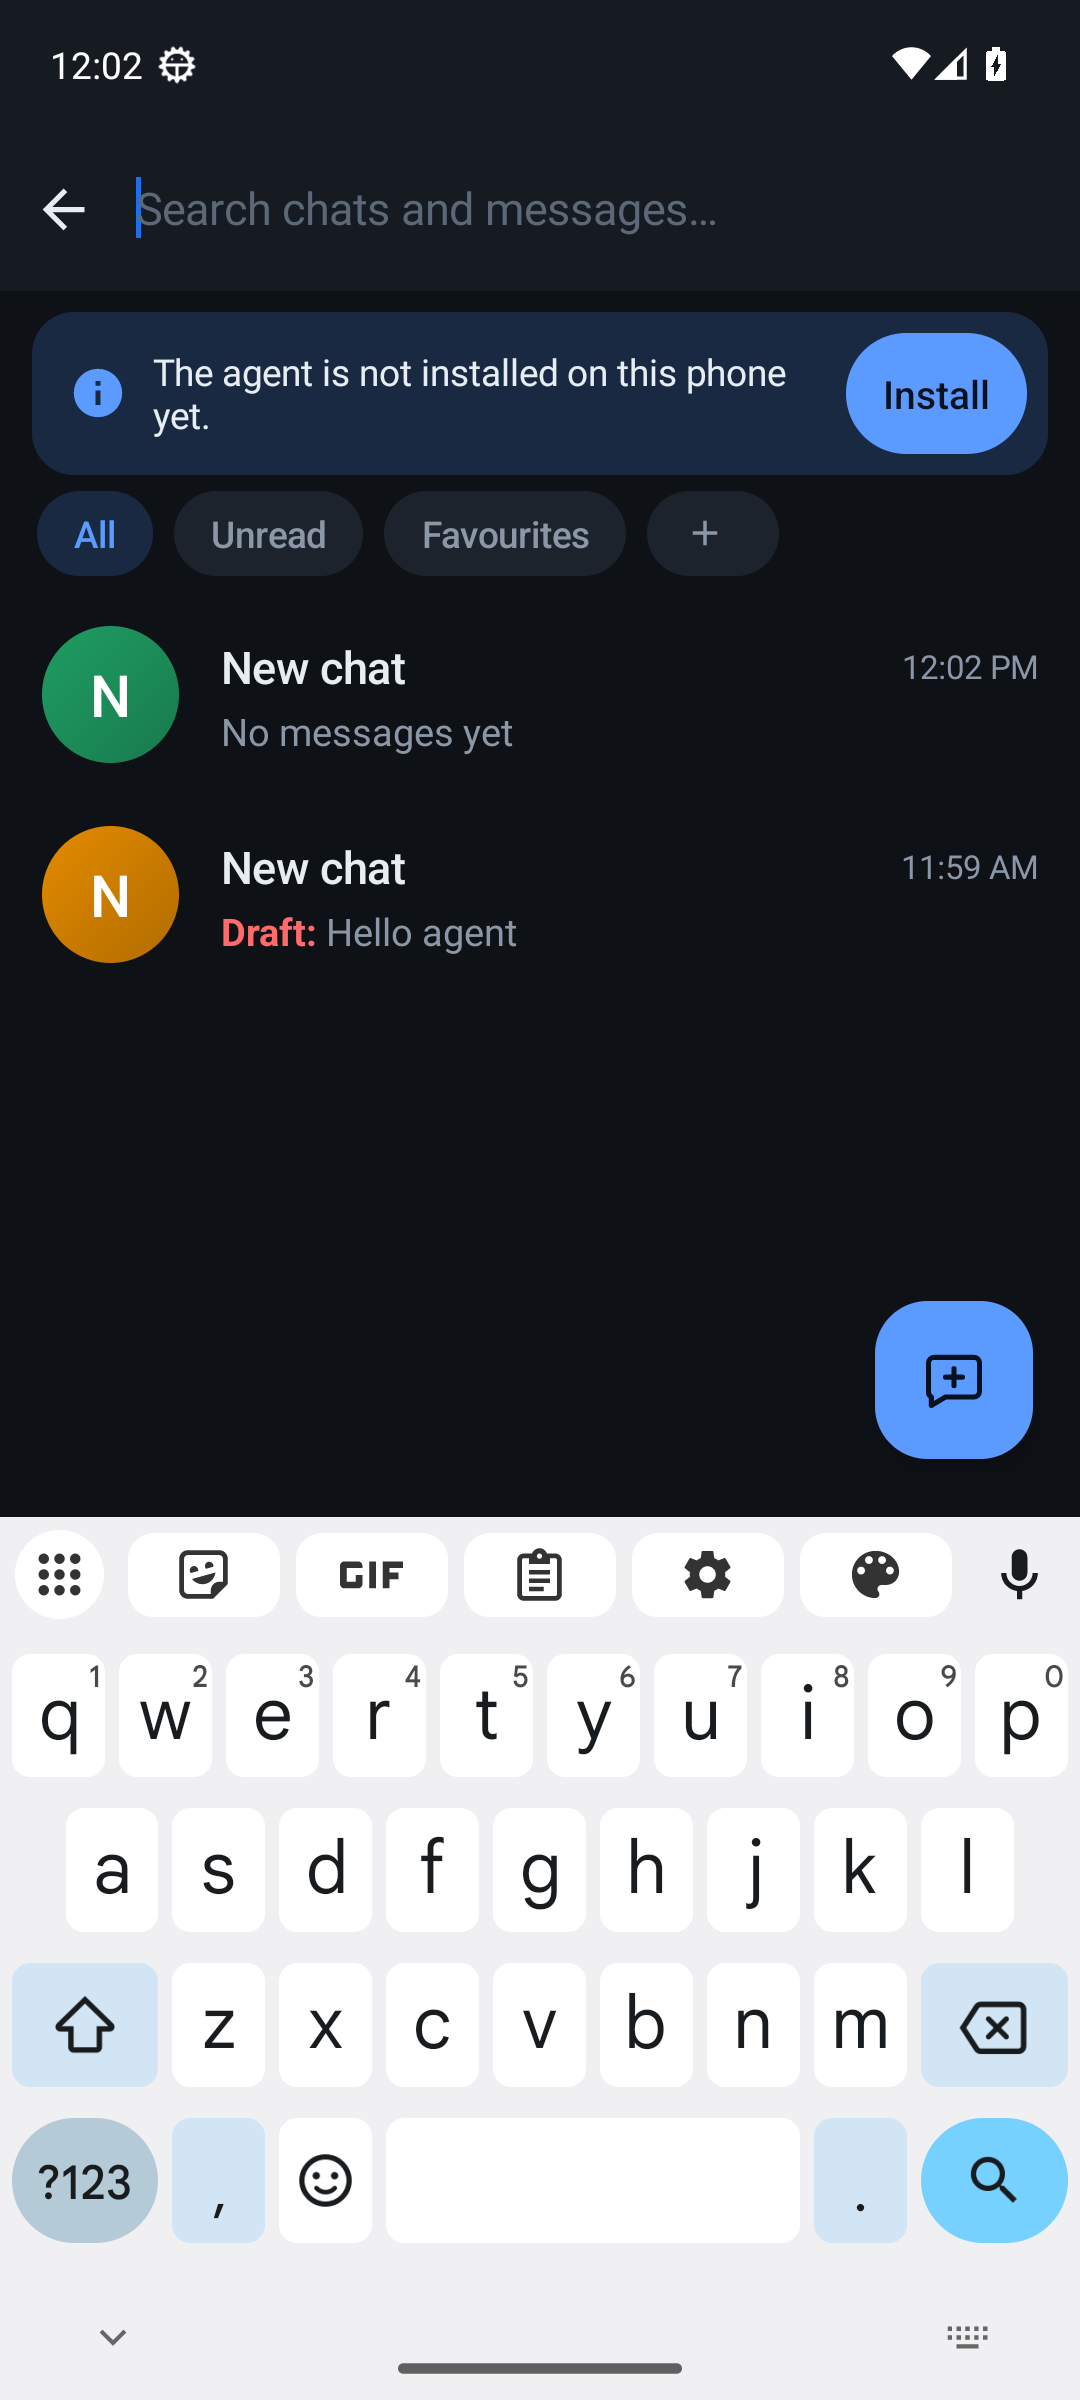 12:02
Search chats and messages...
The agent is not installed on this phone
yet.
Install
All
Unread
Favourites
+
N
New chat
12:02 PM
No messages yet
N
New chat
11:59 AM
Draft: Hello agent
GIF
q 1 w 2 e 3 r 4 t 5 y 6 u 7 i 8 o 9 p 0
a s d f g h j k l
z x c v b n m
?123 , .